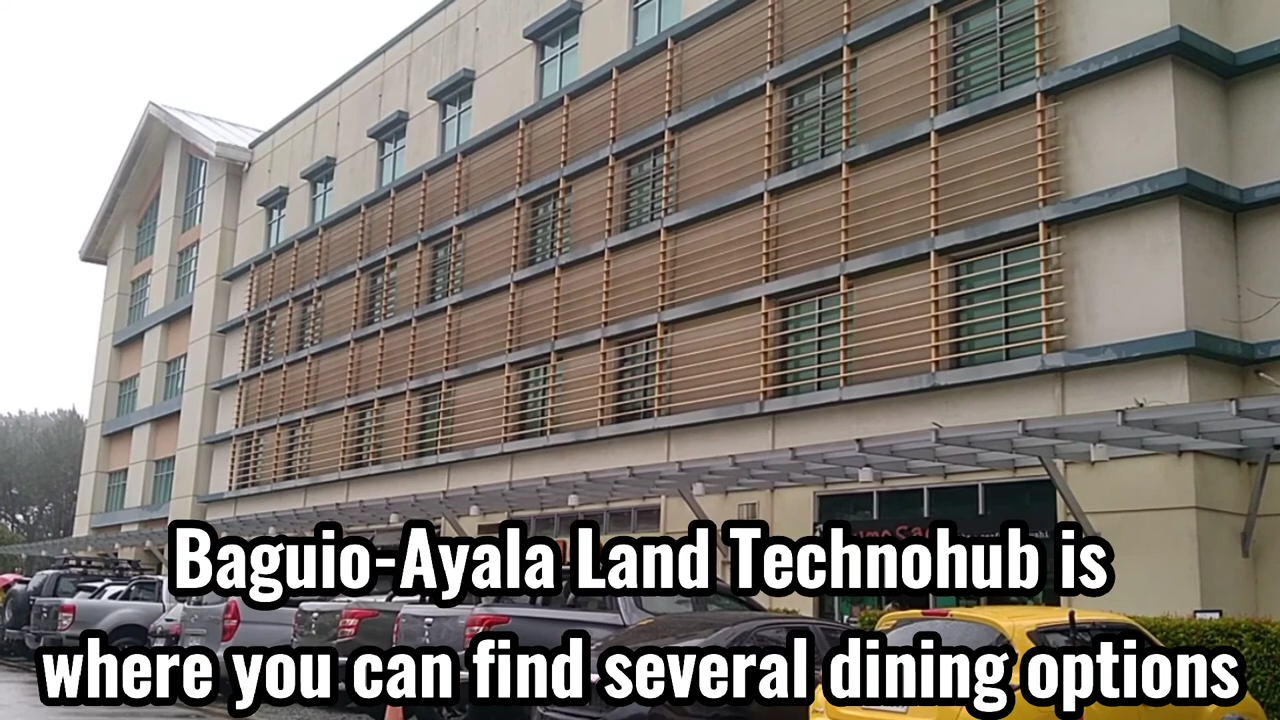 Baguio-Ayala Land Technohub is
where you can find several dining options